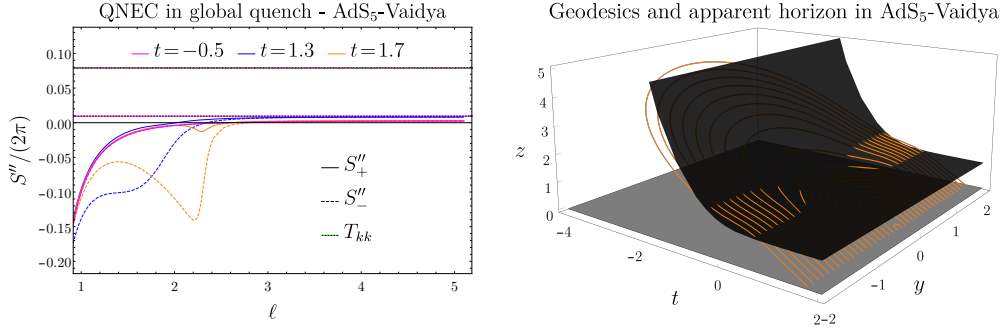 QNEC in global quench - AdS₅-Vaidya
t=−0.5 t=1.3 t=1.7
0.10
0.05
0.00
−0.05
−0.10
−0.15
−0.20
S″/(2π)
S″₊
S″₋
T_kk
1 2 3 4 5
ℓ
Geodesics and apparent horizon in AdS₅-Vaidya
5
4
3
2
1
0
z
−4
−2
0
2
t
−2
−1
0
1
2
y